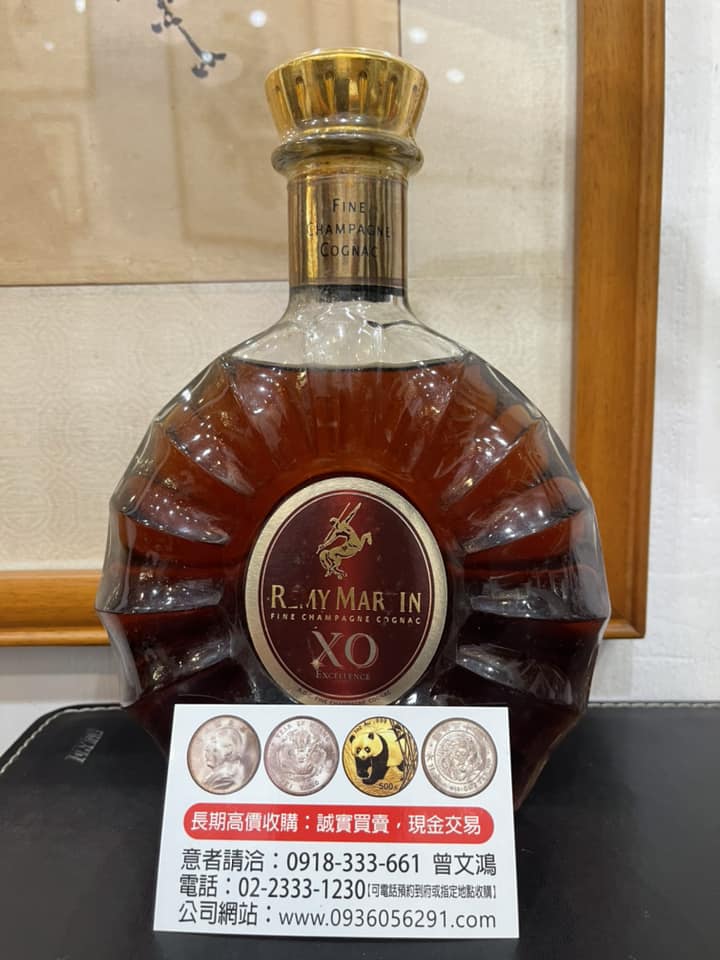 FINE
CHAMPAGNE
COGNAC
R_MY MAR IN
FINE CHAMPAGNE COGNAC
XO
EXCELLENCE
長期高價收購：誠實買賣，現金交易
意者請洽：0918-333-661 曾文鴻
電話：02-2333-1230【可電話預約到府或指定地點收購】
公司網站：www.0936056291.com